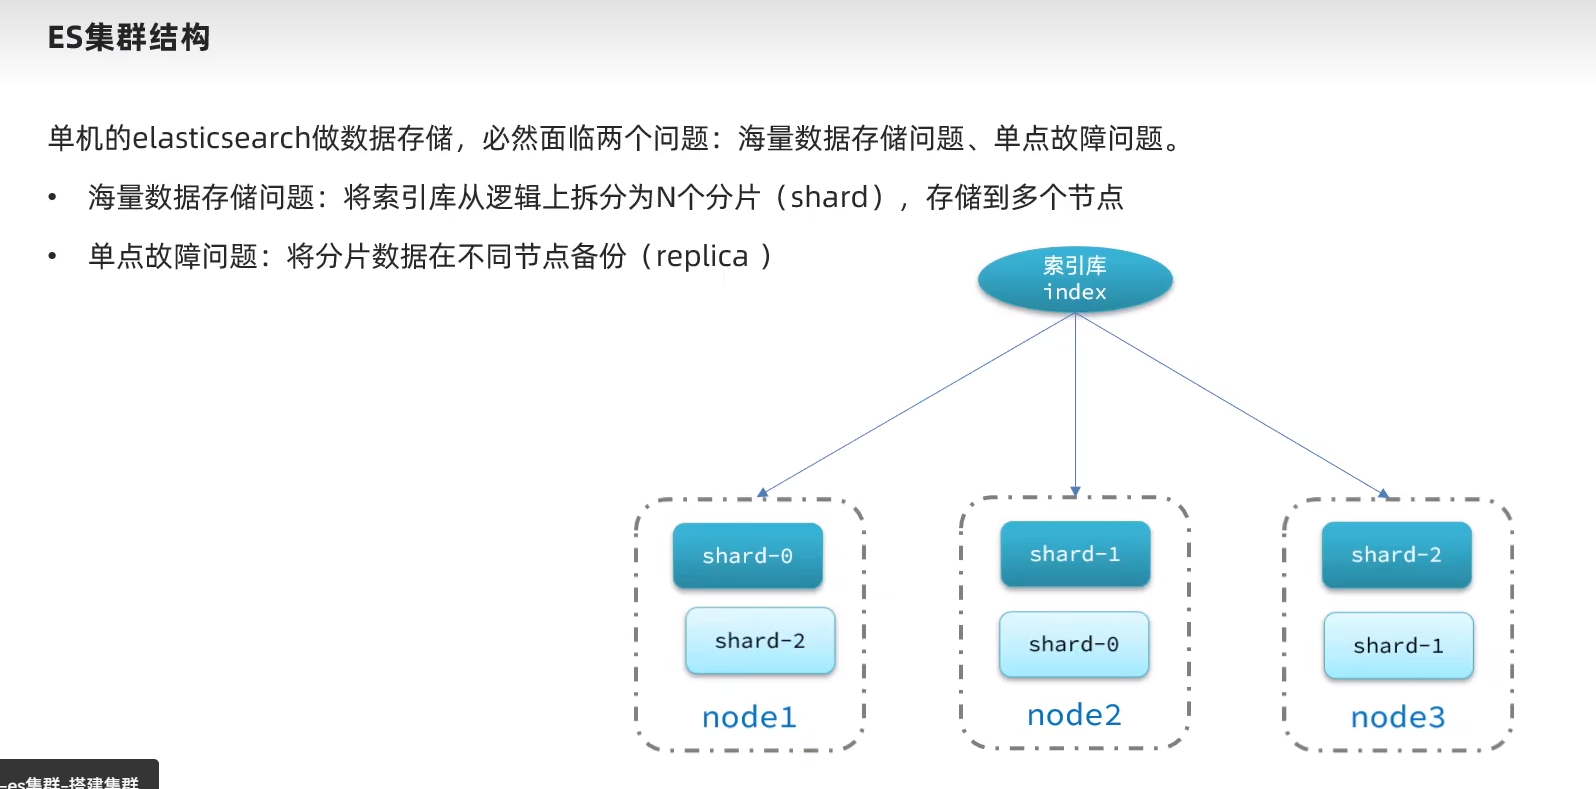 ES集群结构
单机的elasticsearch做数据存储，必然面临两个问题：海量数据存储问题、单点故障问题。
• 海量数据存储问题：将索引库从逻辑上拆分为N个分片（shard），存储到多个节点
• 单点故障问题：将分片数据在不同节点备份（replica ）
索引库
index
shard-0
shard-2
node1
shard-1
shard-0
node2
shard-2
shard-1
node3
-es集群-搭建集群